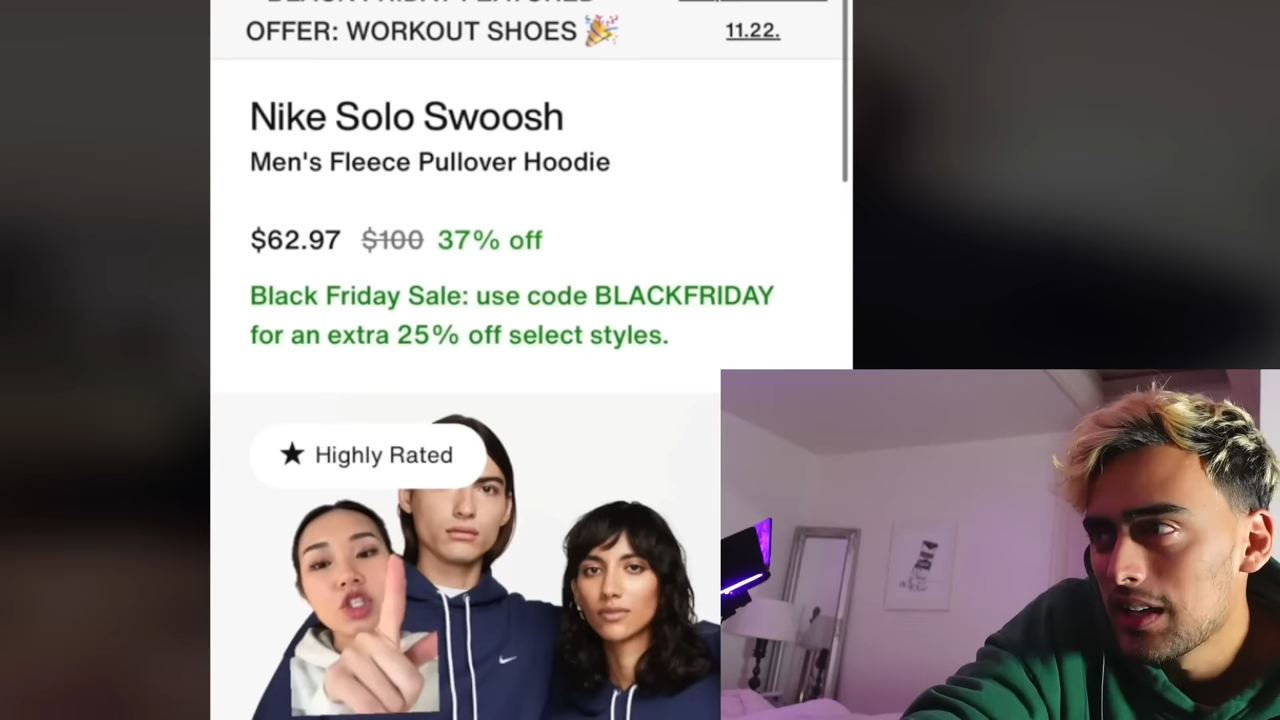 OFFER: WORKOUT SHOES 🎉 11.22.
Nike Solo Swoosh
Men's Fleece Pullover Hoodie
$62.97 $100 37% off
Black Friday Sale: use code BLACKFRIDAY
for an extra 25% off select styles.
★ Highly Rated